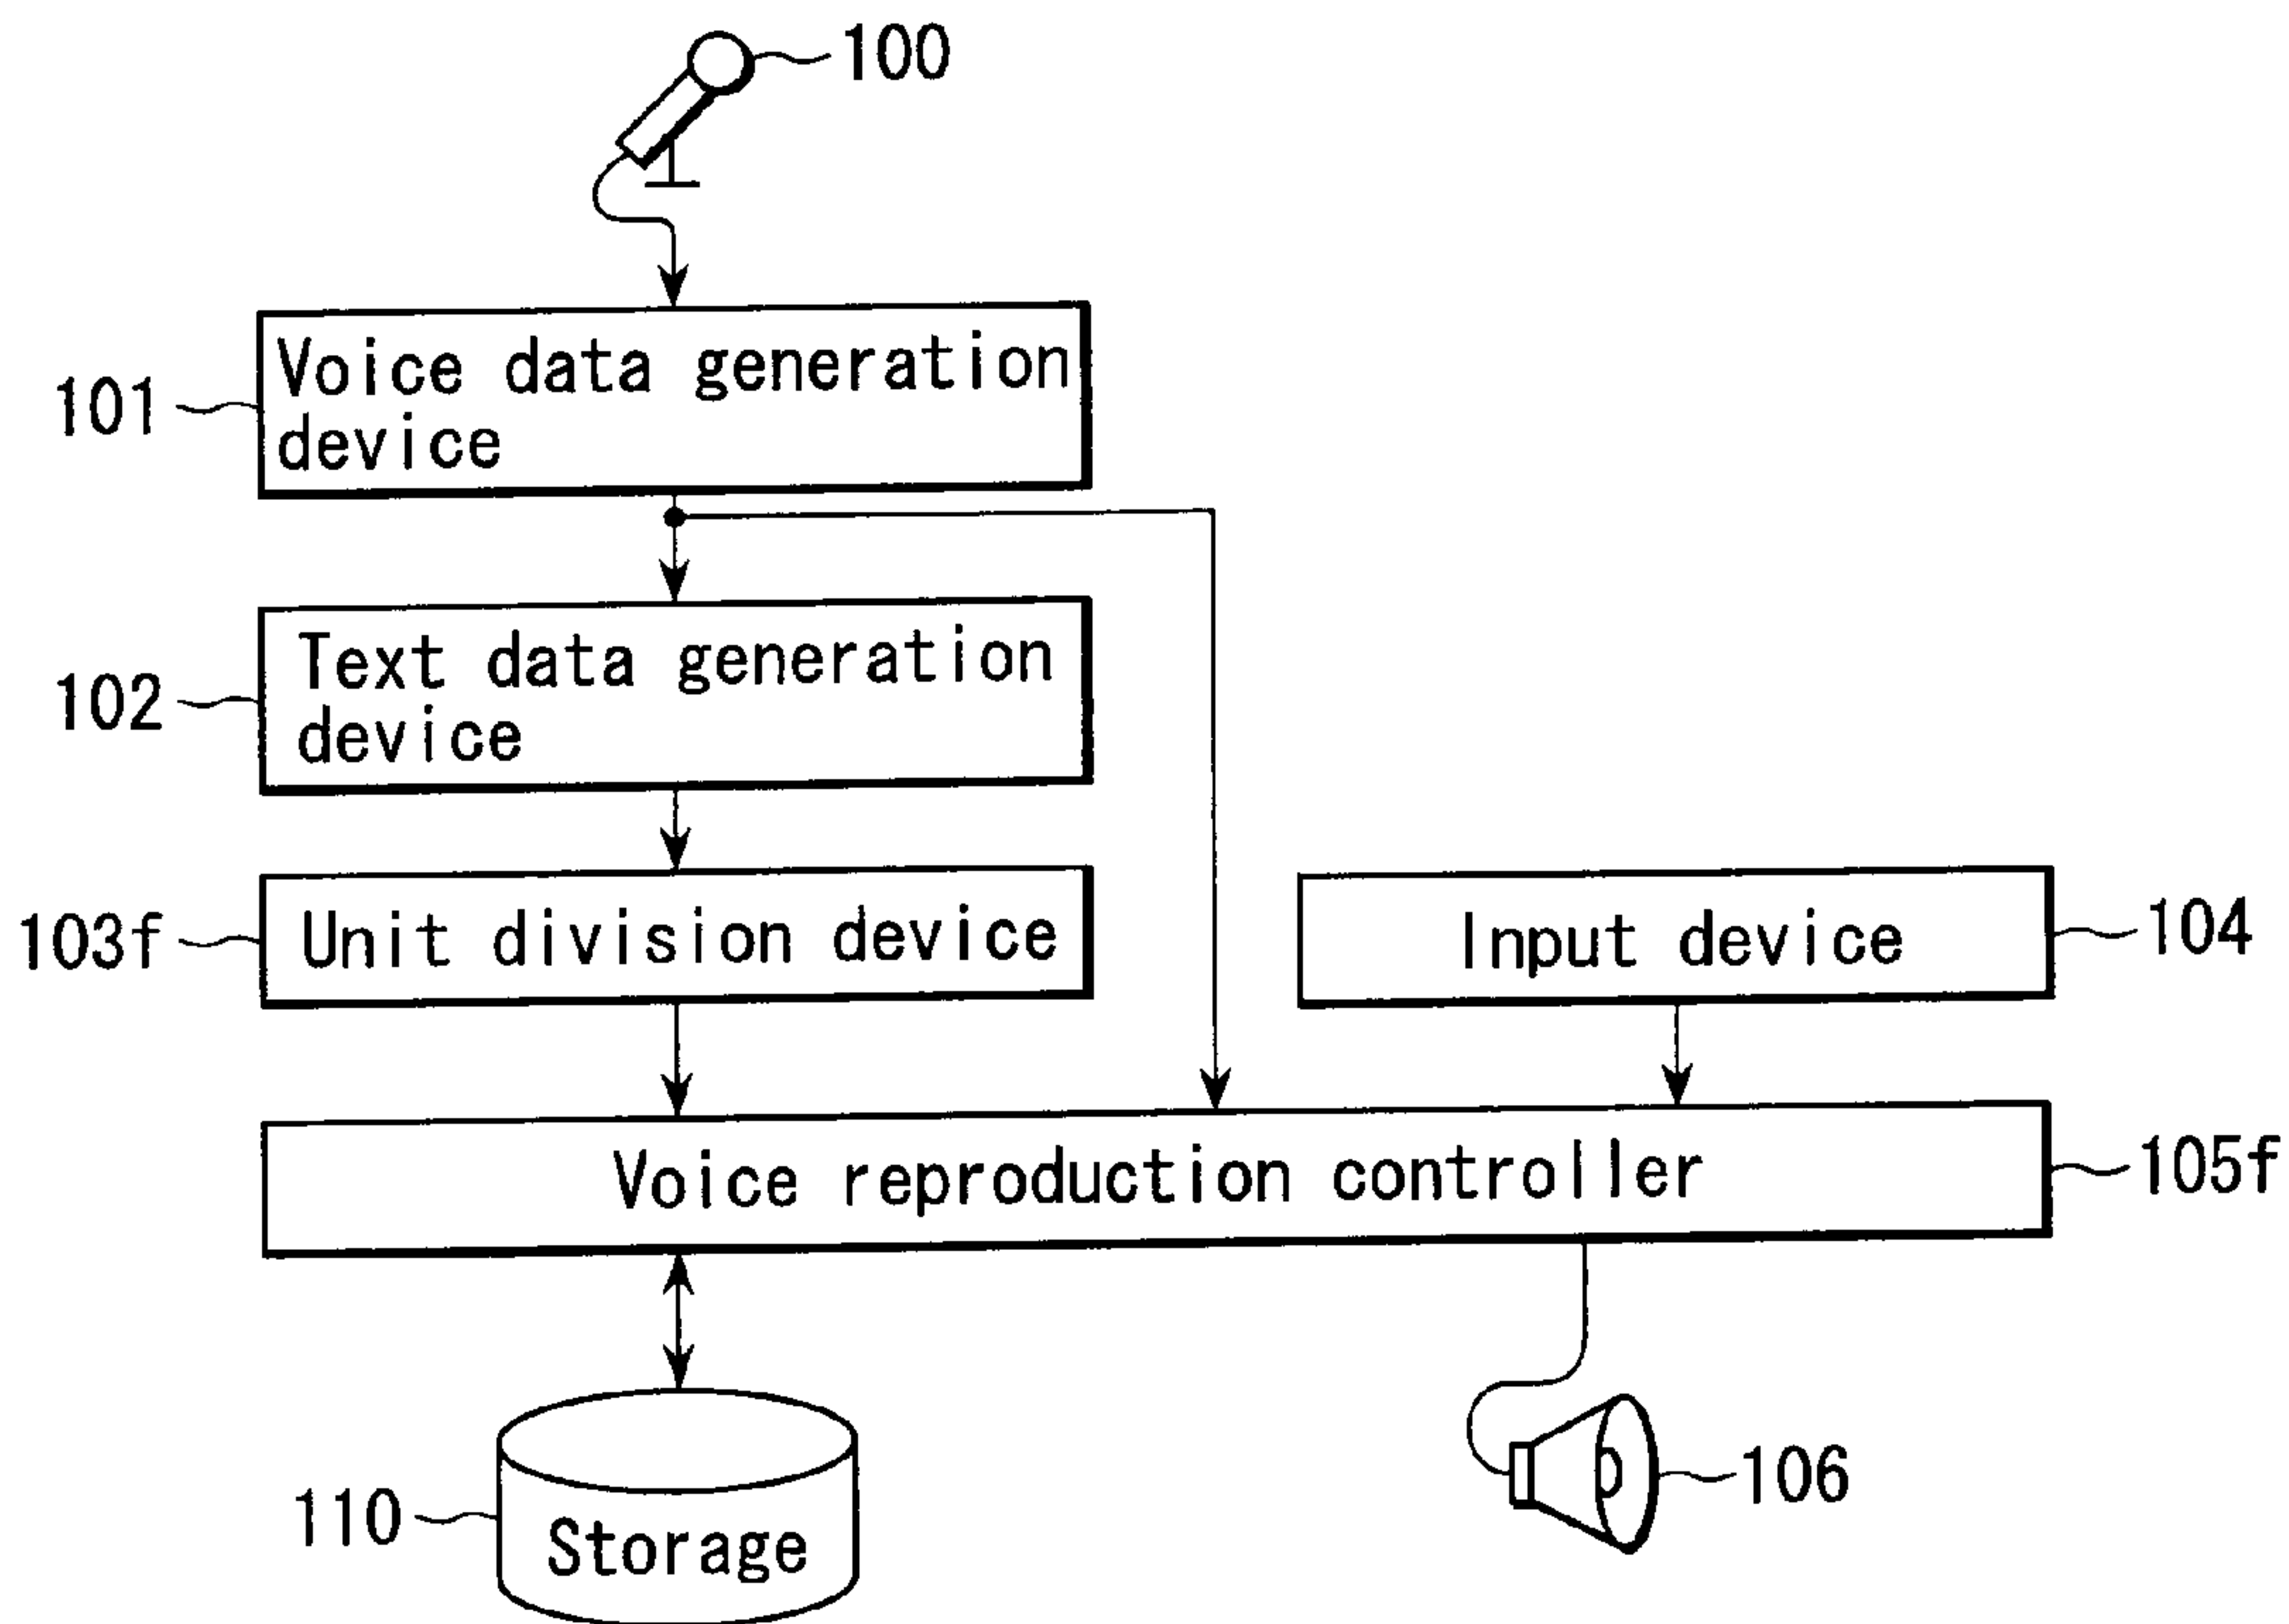 100
101
Voice data generation
device
102
Text data generation
device
103f
Unit division device
Input device
104
Voice reproduction controller
105f
110
Storage
106